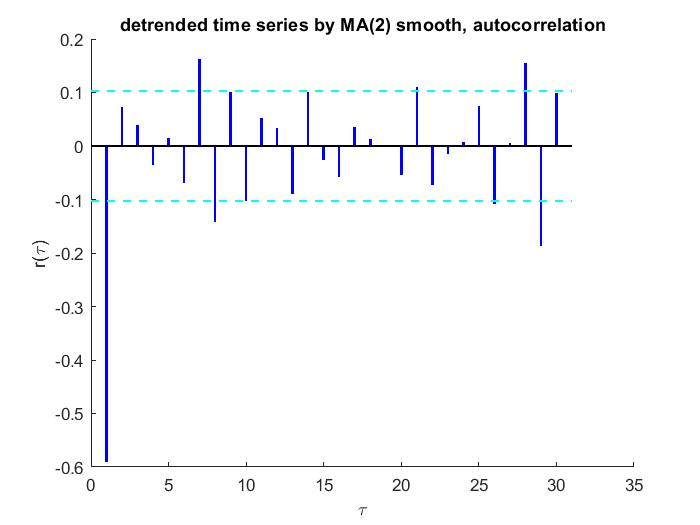 detrended time series by MA(2) smooth, autocorrelation
0.2
0.1
0
-0.1
-0.2
-0.3
-0.4
-0.5
-0.6
r(τ)
0 5 10 15 20 25 30 35
τ